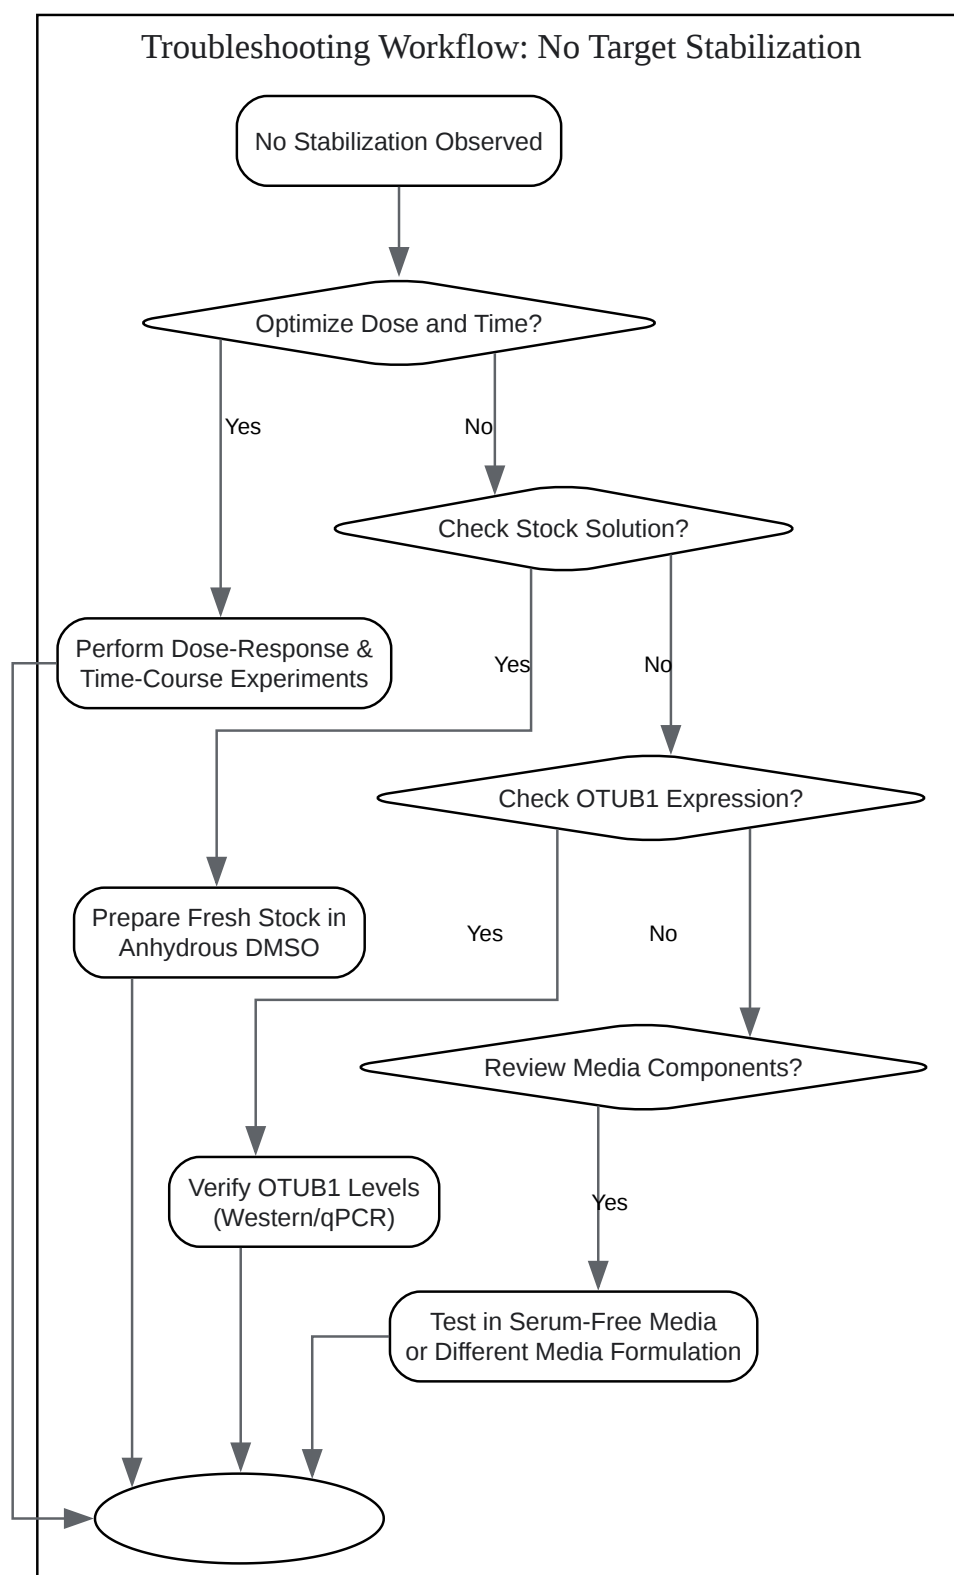 Troubleshooting Workflow: No Target Stabilization
No Stabilization Observed
Optimize Dose and Time?
Yes
No
Check Stock Solution?
Perform Dose-Response &
Time-Course Experiments
Yes
No
Check OTUB1 Expression?
Prepare Fresh Stock in
Anhydrous DMSO
Yes
No
Review Media Components?
Verify OTUB1 Levels
(Western/qPCR)
Yes
Test in Serum-Free Media
or Different Media Formulation